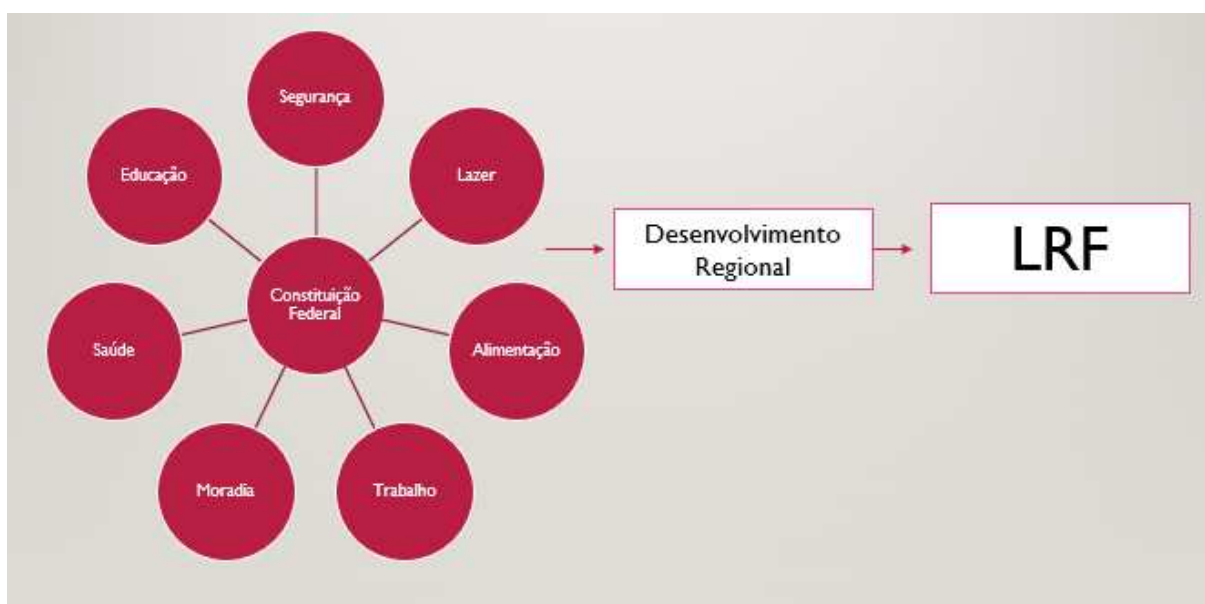 Segurança
Educação
Lazer
Constituição
Federal
Saúde
Alimentação
Moradia
Trabalho
Desenvolvimento
Regional
LRF